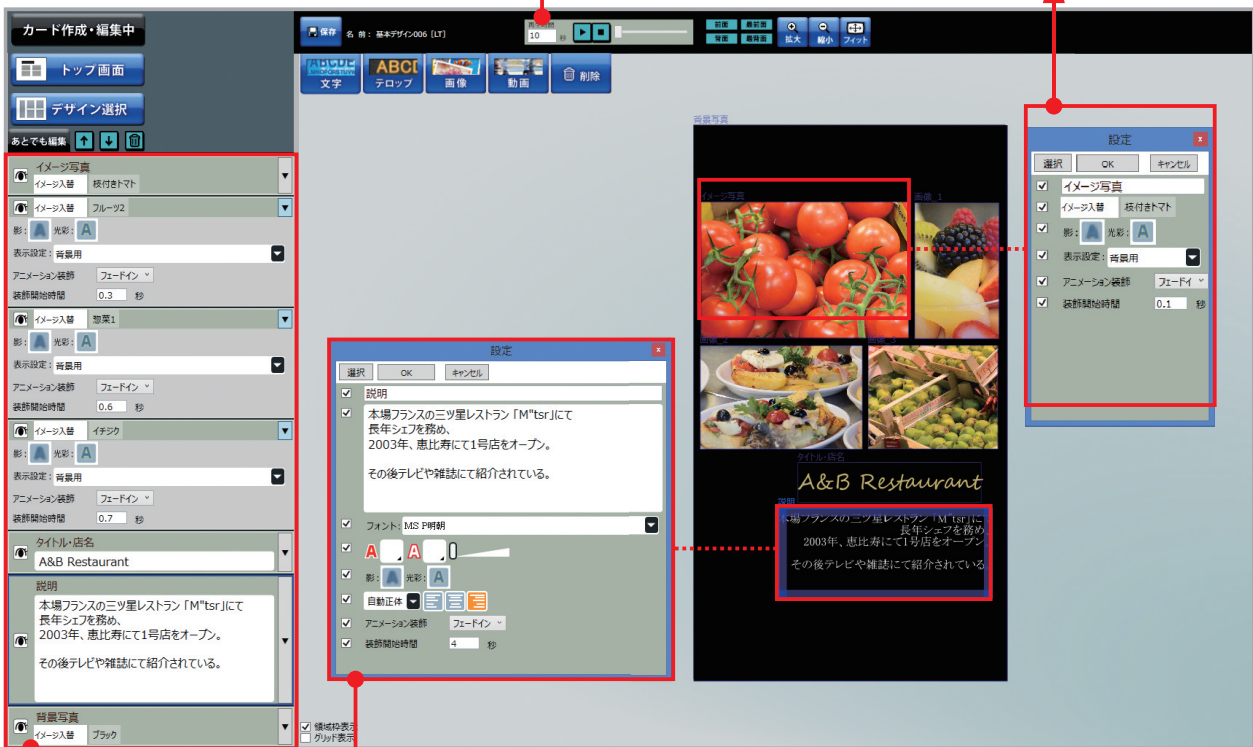 カード作成・編集中
保存 名 前： 基本デザイン006 [LT]
再生時間
10 秒
前面 最前面
背面 最背面
拡大 縮小 フィット
トップ画面
デザイン選択
あとでも編集
ABCDE
文字
ABCD
テロップ
画像
動画
削除
イメージ写真
イメージ入替 枝付きトマト
イメージ入替 フルーツ2
影： A 光彩： A
表示設定： 背景用
アニメーション装飾 フェードイン
装飾開始時間 0.3 秒
イメージ入替 惣菜1
影： A 光彩： A
表示設定： 背景用
アニメーション装飾 フェードイン
装飾開始時間 0.6 秒
イメージ入替 イチジク
影： A 光彩： A
表示設定： 背景用
アニメーション装飾 フェードイン
装飾開始時間 0.7 秒
タイトル・店名
A&B Restaurant
説明
本場フランスの三ツ星レストラン「M"tsr」にて
長年シェフを務め、
2003年、恵比寿にて1号店をオープン。
その後テレビや雑誌にて紹介されている。
背景写真
イメージ入替 ブラック
領域枠表示
グリッド表示
設定 x
選択 OK キャンセル
説明
本場フランスの三ツ星レストラン「M"tsr」にて
長年シェフを務め、
2003年、恵比寿にて1号店をオープン。
その後テレビや雑誌にて紹介されている。
フォント： MS P明朝
A A
影： A 光彩： A
自動正体
アニメーション装飾 フェードイン
装飾開始時間 4 秒
背景写真
イメージ写真
画像_1
画像_2
画像_3
タイトル・店名
A&B Restaurant
説明
本場フランスの三ツ星レストラン「M"tsr」に
長年シェフを務め
2003年、恵比寿にて1号店をオープン
その後テレビや雑誌にて紹介されている
設定 x
選択 OK キャンセル
イメージ写真
イメージ入替 枝付きトマト
影： A 光彩： A
表示設定： 背景用
アニメーション装飾 フェードイ
装飾開始時間 0.1 秒